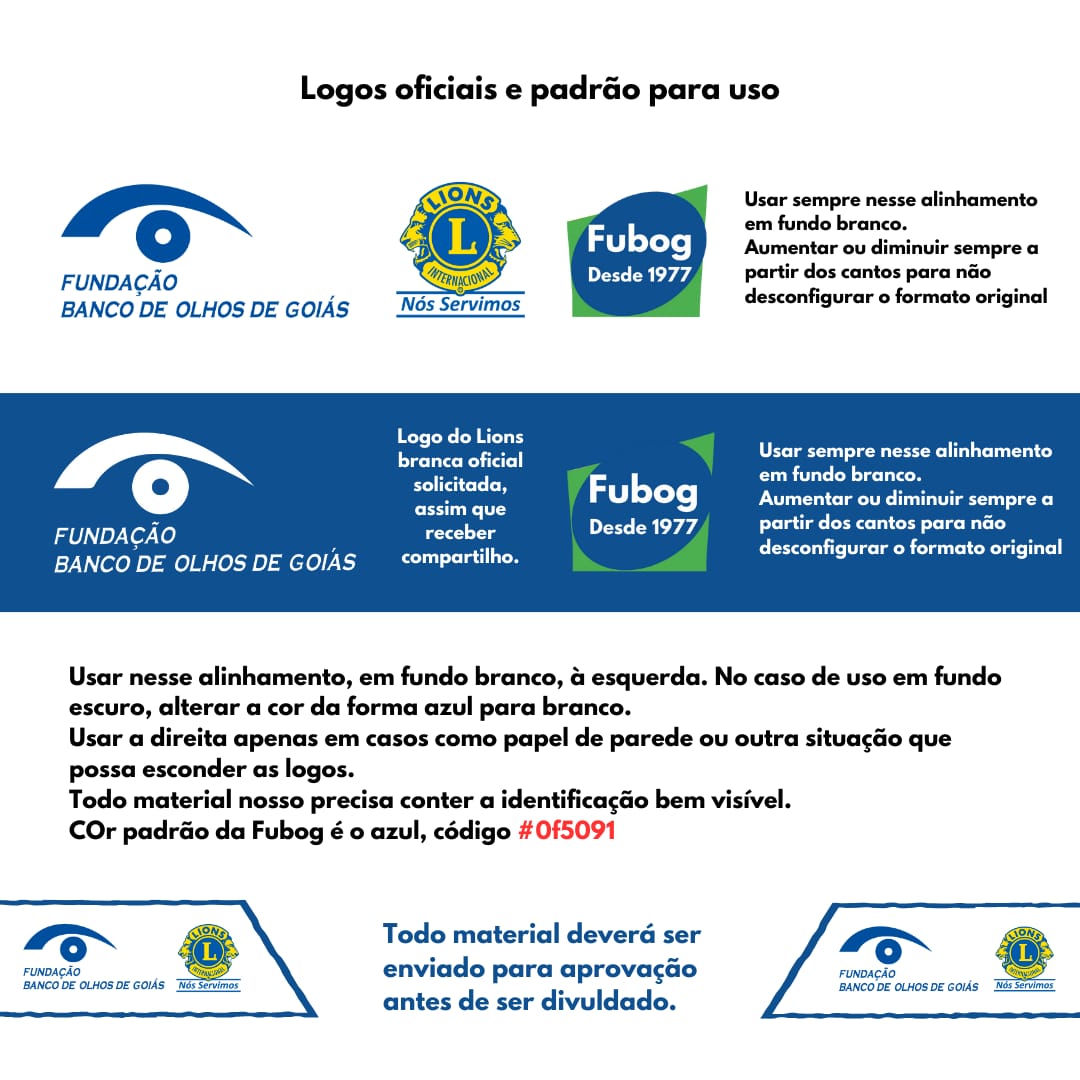 Logos oficiais e padrão para uso
FUNDAÇÃO
BANCO DE OLHOS DE GOIÁS
LIONS
L
INTERNACIONAL
®
Nós Servimos
Fubog
Desde 1977
Usar sempre nesse alinhamento
em fundo branco.
Aumentar ou diminuir sempre a
partir dos cantos para não
desconfigurar o formato original
FUNDAÇÃO
BANCO DE OLHOS DE GOIÁS
Logo do Lions
branca oficial
solicitada,
assim que
receber
compartilho.
Fubog
Desde 1977
Usar sempre nesse alinhamento
em fundo branco.
Aumentar ou diminuir sempre a
partir dos cantos para não
desconfigurar o formato original
Usar nesse alinhamento, em fundo branco, à esquerda. No caso de uso em fundo
escuro, alterar a cor da forma azul para branco.
Usar a direita apenas em casos como papel de parede ou outra situação que
possa esconder as logos.
Todo material nosso precisa conter a identificação bem visível.
COr padrão da Fubog é o azul, código #0f5091
FUNDAÇÃO
BANCO DE OLHOS DE GOIÁS
LIONS
L
INTERNACIONAL
Nós Servimos
Todo material deverá ser
enviado para aprovação
antes de ser divuldado.
FUNDAÇÃO
BANCO DE OLHOS DE GOIÁS
LIONS
L
INTERNACIONAL
Nós Servimos